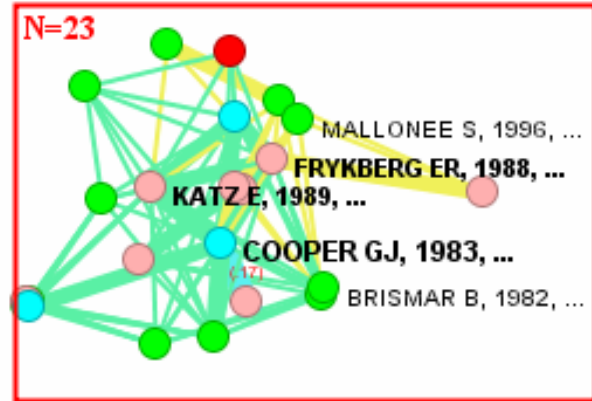 N=23
MALLONEE S, 1996, ...
FRYKBERG ER, 1988, ...
KATZ E, 1989, ...
COOPER GJ, 1983, ...
(.17)
BRISMAR B, 1982, ...